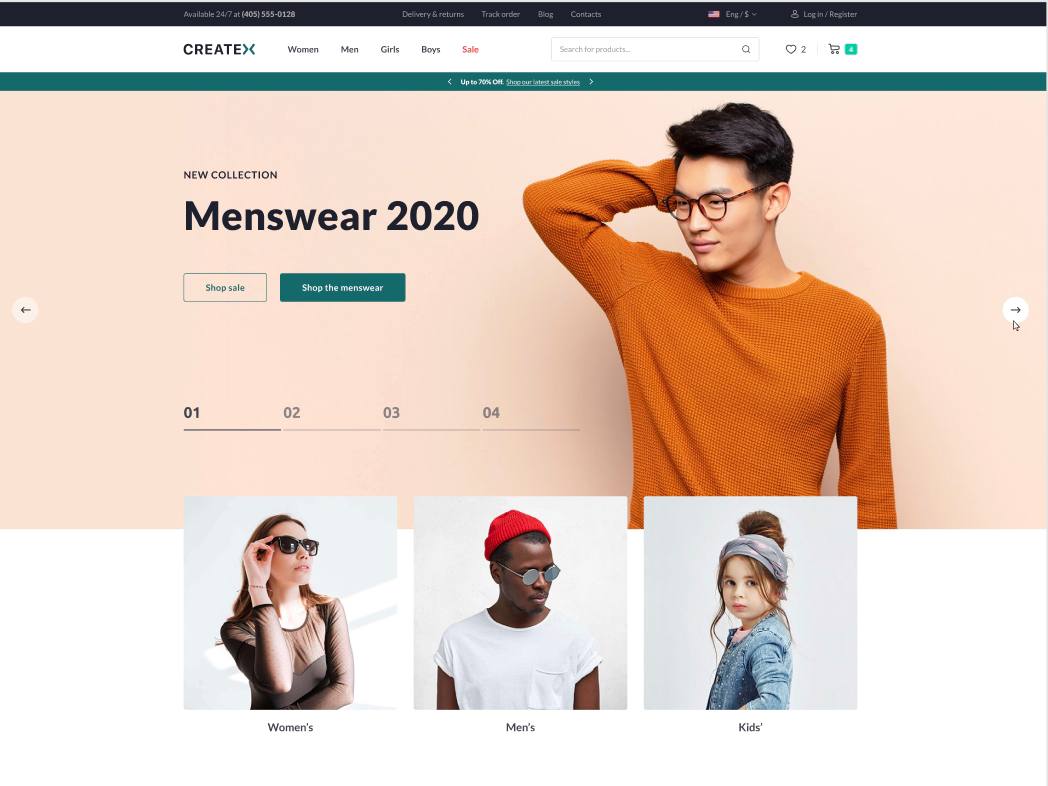 Available 24/7 at (405) 555-0128 Delivery & returns Track order Blog Contacts Eng / $ Log in / Register
CREATEX Women Men Girls Boys Sale Search for products... 2 4
Up to 70% Off. Shop our latest sale styles
NEW COLLECTION
Menswear 2020
Shop sale Shop the menswear
01 02 03 04
Women's Men's Kids'